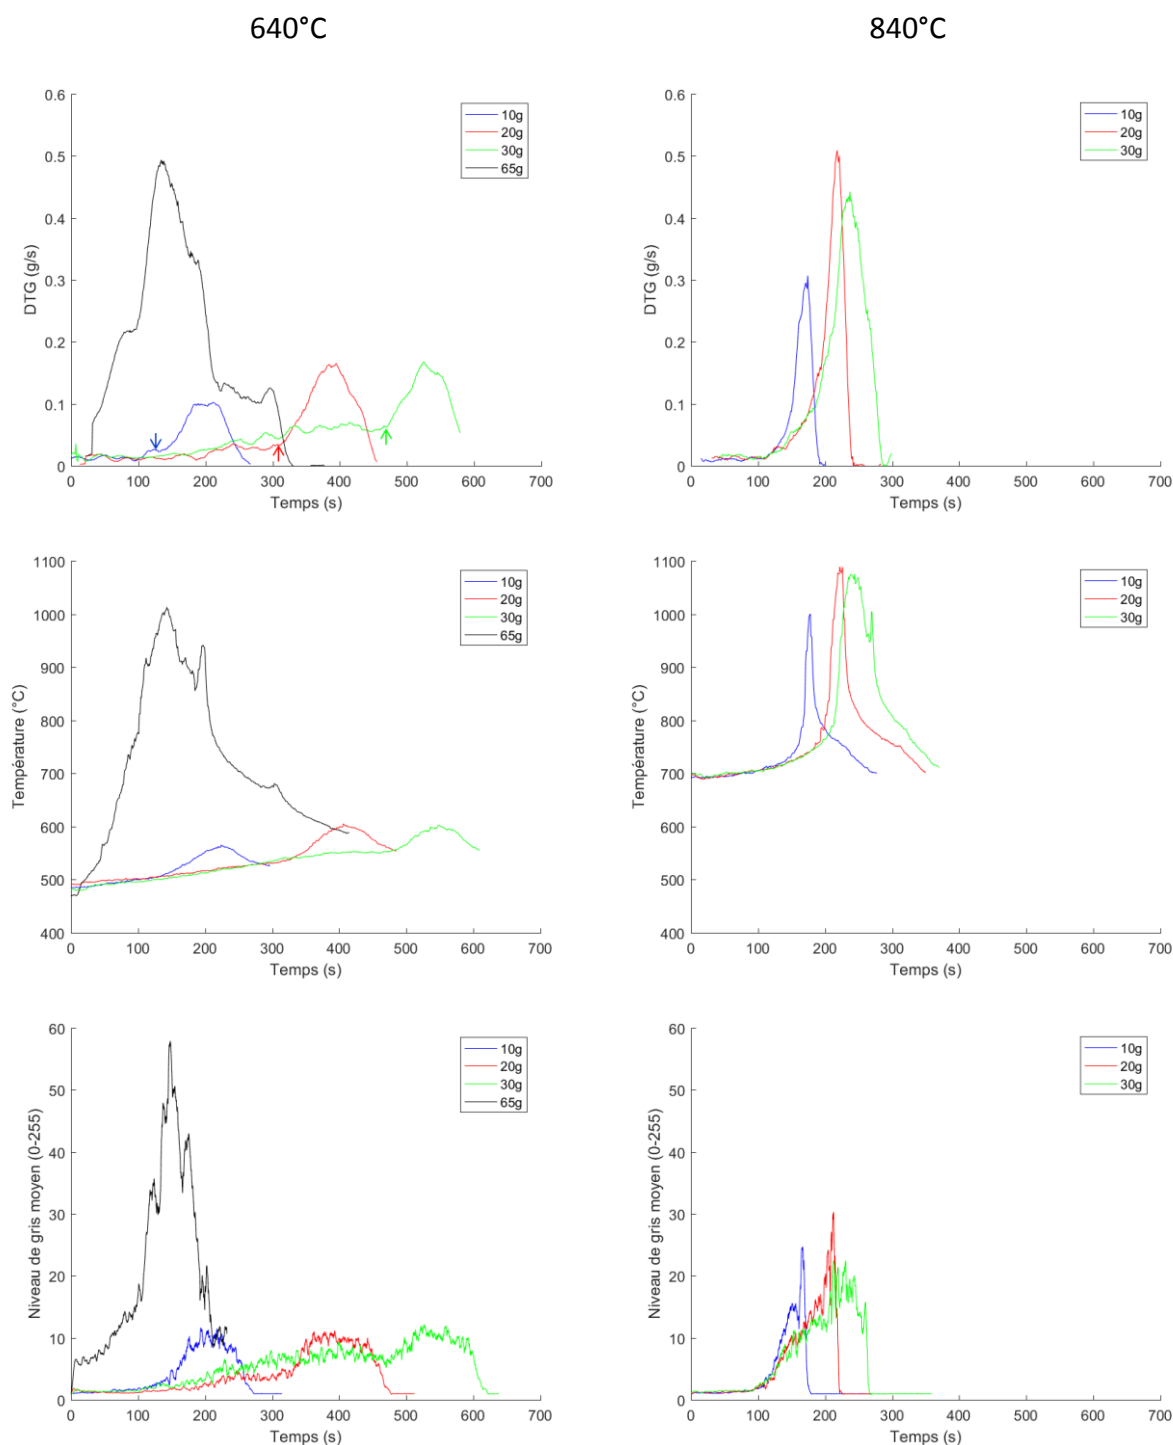 640°C
840°C
DTG (g/s)
0.6
0.5
0.4
0.3
0.2
0.1
0
0 100 200 300 400 500 600 700
Temps (s)
10g
20g
30g
65g
DTG (g/s)
0.6
0.5
0.4
0.3
0.2
0.1
0
0 100 200 300 400 500 600 700
Temps (s)
10g
20g
30g
Température (°C)
1100
1000
900
800
700
600
500
400
0 100 200 300 400 500 600 700
Temps (s)
10g
20g
30g
65g
Température (°C)
1100
1000
900
800
700
600
500
400
0 100 200 300 400 500 600 700
Temps (s)
10g
20g
30g
Niveau de gris moyen (0-255)
60
50
40
30
20
10
0
0 100 200 300 400 500 600 700
Temps (s)
10g
20g
30g
65g
Niveau de gris moyen (0-255)
60
50
40
30
20
10
0
0 100 200 300 400 500 600 700
Temps (s)
10g
20g
30g